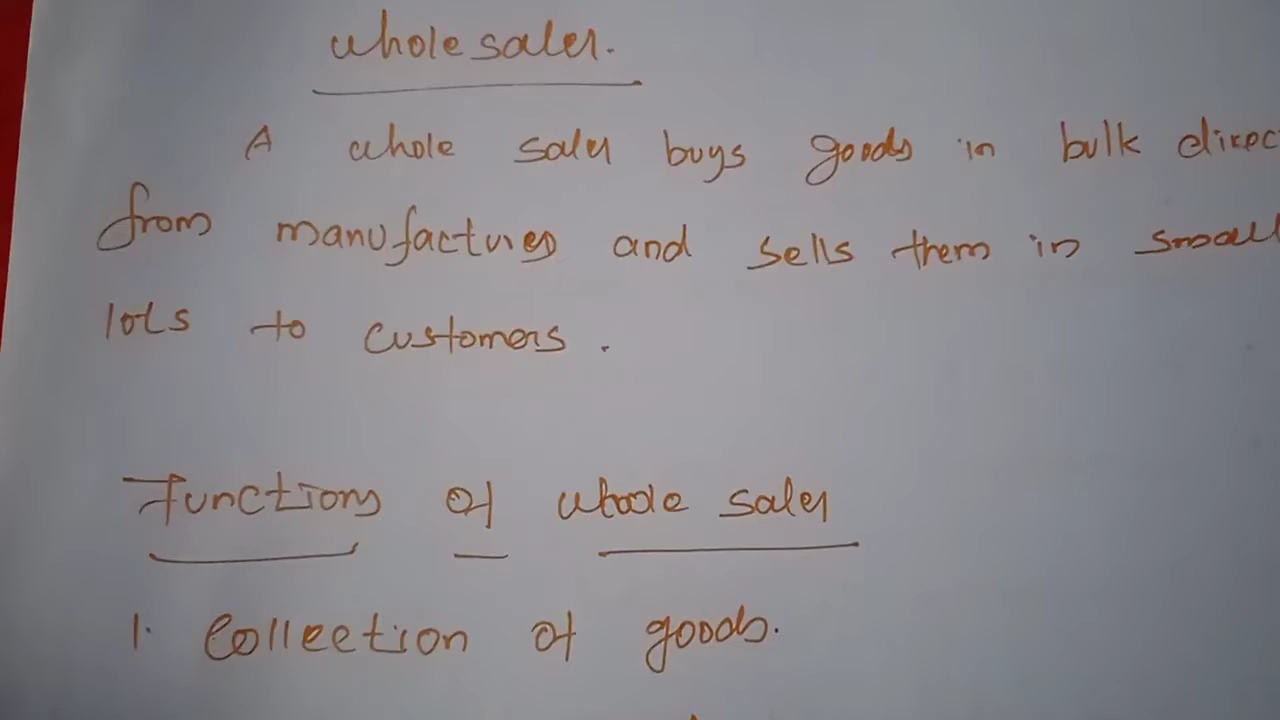 whole saler.
A whole saler buys goods in bulk direc
from manufactures and sells them in small
lots to customers.
Functions of whole saler
1. Collection of goods.